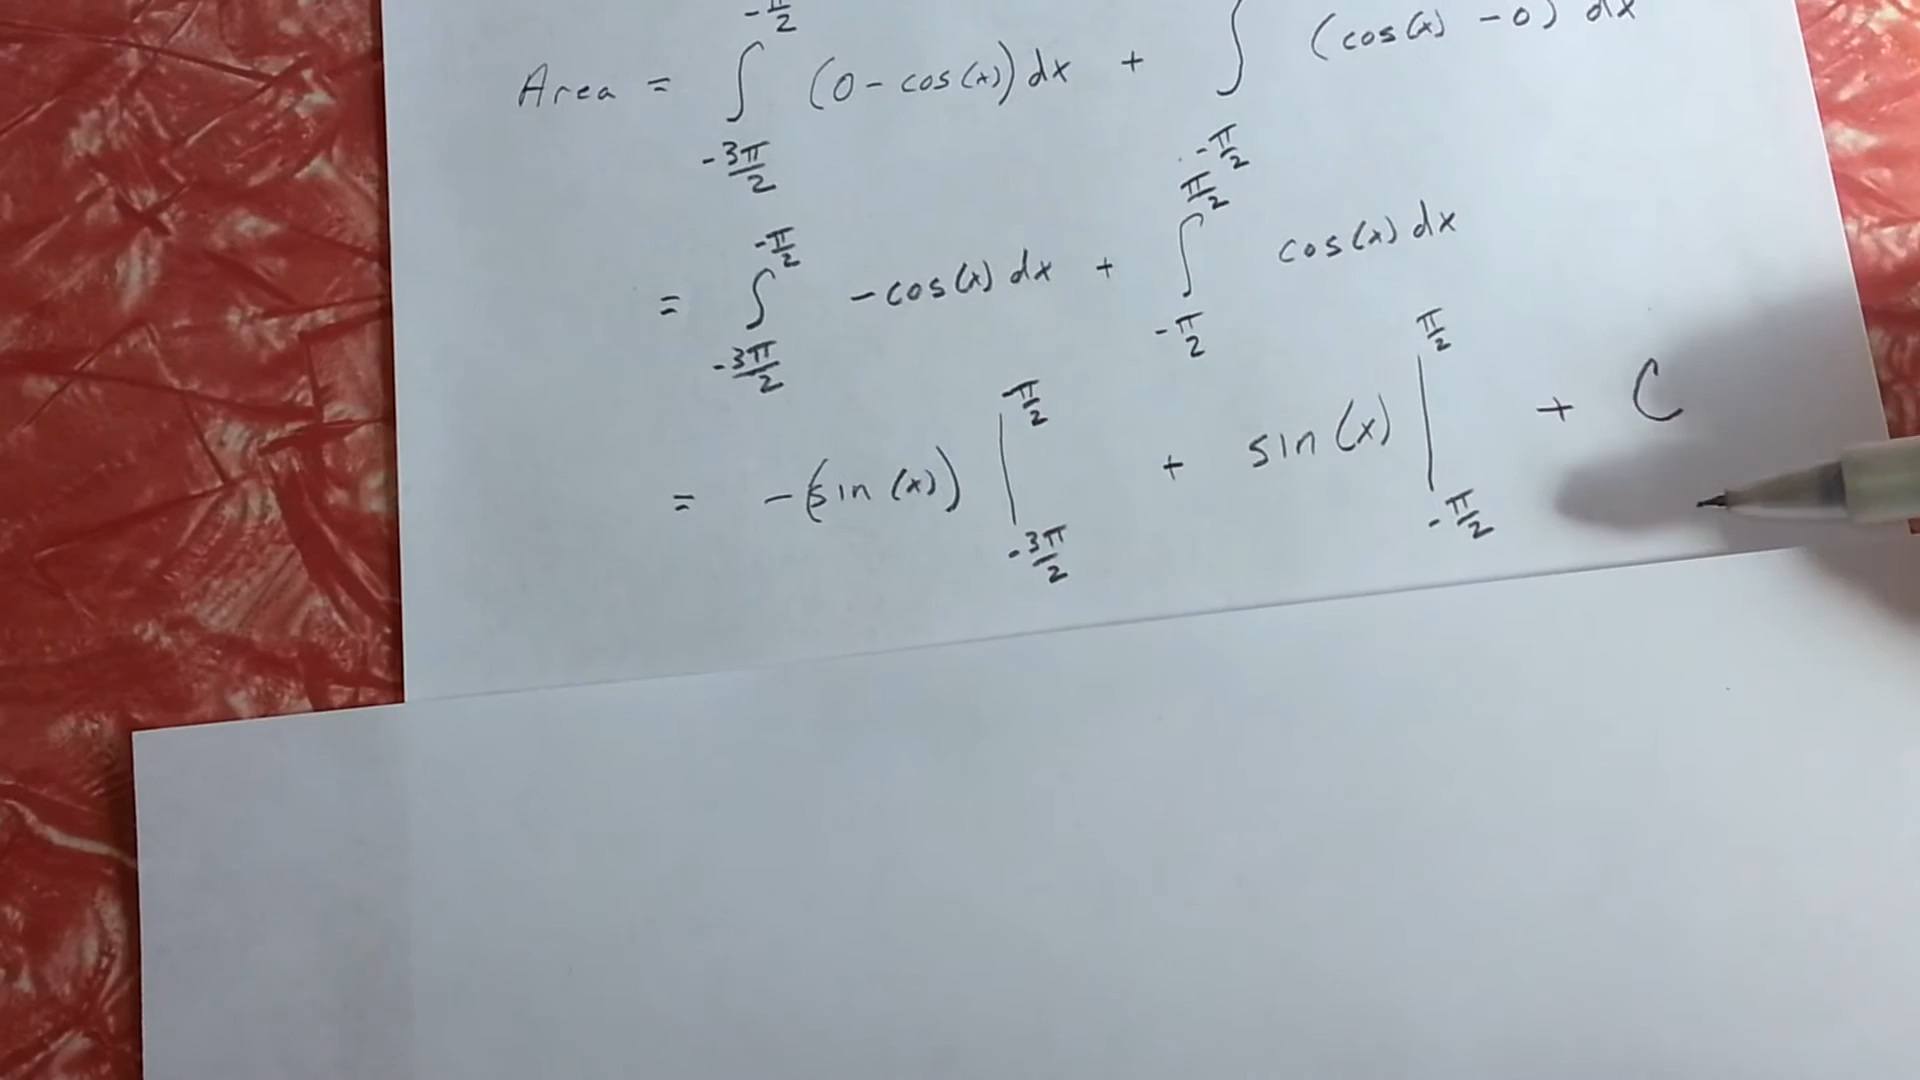 Area = ∫_{-3π/2}^{-π/2} (0 - cos(x)) dx + ∫_{-π/2} (cos(x) - 0) dx
= ∫_{-3π/2}^{-π/2} -cos(x) dx + ∫_{-π/2}^{π/2} cos(x) dx
= -(sin(x)) |_{-3π/2}^{-π/2} + sin(x) |_{-π/2}^{π/2} + C